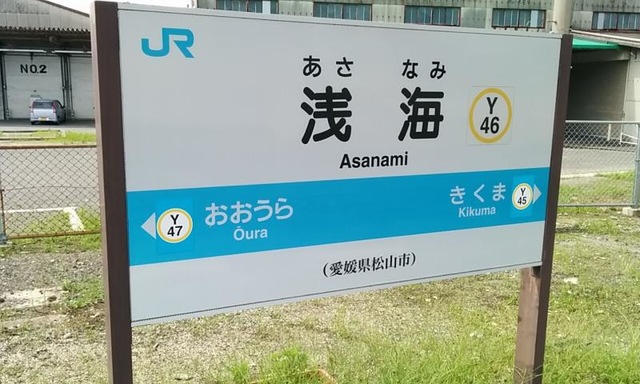 JR
NO.2
あさ なみ
浅海
Y
46
Asanami
Y
47
おおうら
Ōura
きくま
Kikuma
Y
45
(愛媛県松山市)